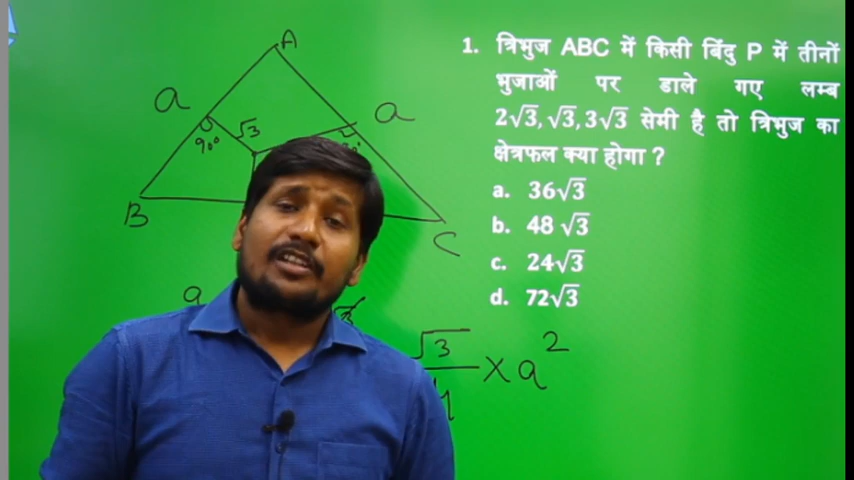 1. त्रिभुज ABC में किसी बिंदु P में तीनों
भुजाओं पर डाले गए लम्ब
2√3, √3, 3√3 सेमी है तो त्रिभुज का
क्षेत्रफल क्या होगा ?
a. 36√3
b. 48 √3
c. 24√3
d. 72√3
A
a
a
√3
90°
B
C
a
√3
× a²